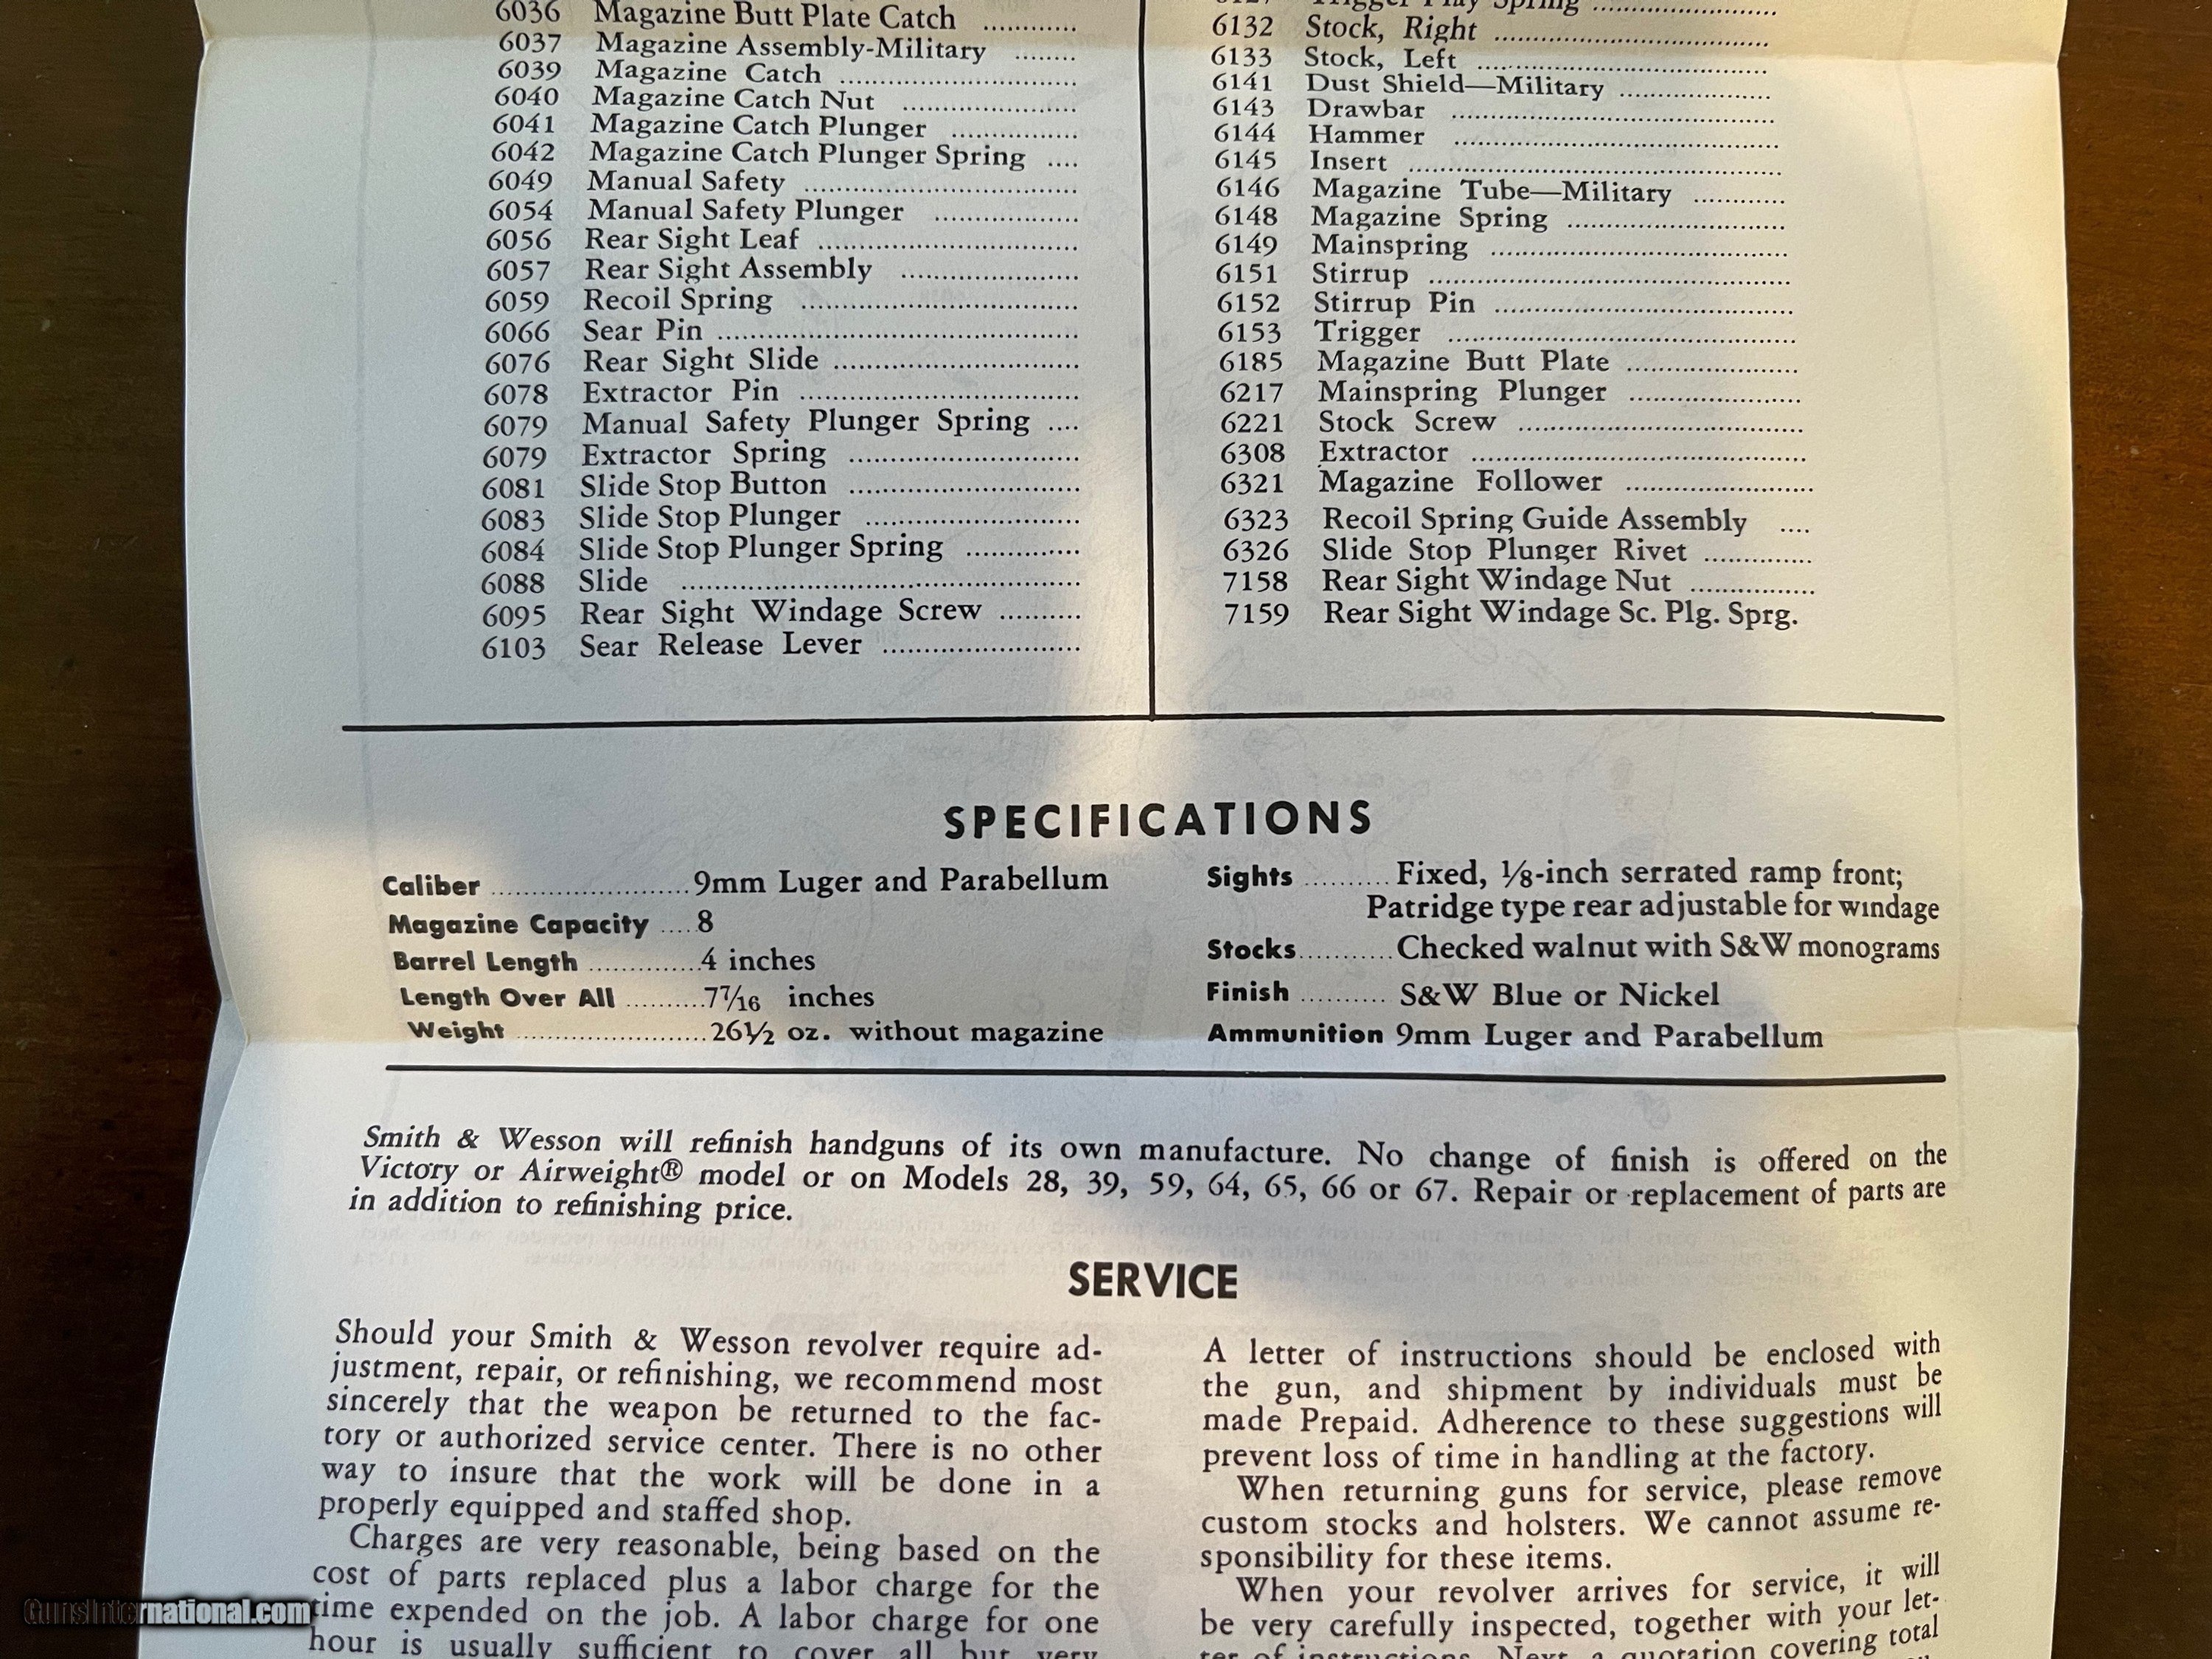 6036 Magazine Butt Plate Catch ............
6037 Magazine Assembly-Military ........
6039 Magazine Catch ..............................
6040 Magazine Catch Nut ......................
6041 Magazine Catch Plunger ................
6042 Magazine Catch Plunger Spring ....
6049 Manual Safety ..................................
6054 Manual Safety Plunger ..................
6056 Rear Sight Leaf ................................
6057 Rear Sight Assembly ......................
6059 Recoil Spring ..................................
6066 Sear Pin ............................................
6076 Rear Sight Slide ..............................
6078 Extractor Pin ..................................
6079 Manual Safety Plunger Spring ....
6079 Extractor Spring ............................
6081 Slide Stop Button ............................
6083 Slide Stop Plunger ..........................
6084 Slide Stop Plunger Spring ..............
6088 Slide ................................................
6095 Rear Sight Windage Screw ..........
6103 Sear Release Lever ........................
Trigger Play Spring ......................
6132 Stock, Right ..................................
6133 Stock, Left ....................................
6141 Dust Shield—Military ..................
6143 Drawbar ........................................
6144 Hammer ........................................
6145 Insert ..............................................
6146 Magazine Tube—Military ............
6148 Magazine Spring ..........................
6149 Mainspring ....................................
6151 Stirrup ............................................
6152 Stirrup Pin ....................................
6153 Trigger ..........................................
6185 Magazine Butt Plate ....................
6217 Mainspring Plunger ....................
6221 Stock Screw ..................................
6308 Extractor ........................................
6321 Magazine Follower ......................
6323 Recoil Spring Guide Assembly ....
6326 Slide Stop Plunger Rivet ..............
7158 Rear Sight Windage Nut ..............
7159 Rear Sight Windage Sc. Plg. Sprg.
SPECIFICATIONS
Caliber ........................9mm Luger and Parabellum
Magazine Capacity ....8
Barrel Length ..............4 inches
Length Over All ..........7 7/16 inches
Weight ........................26½ oz. without magazine
Sights ..........Fixed, ⅛-inch serrated ramp front;
Patridge type rear adjustable for windage
Stocks...........Checked walnut with S&W monograms
Finish .......... S&W Blue or Nickel
Ammunition 9mm Luger and Parabellum
Smith & Wesson will refinish handguns of its own manufacture. No change of finish is offered on the
Victory or Airweight® model or on Models 28, 39, 59, 64, 65, 66 or 67. Repair or replacement of parts are
in addition to refinishing price.
SERVICE
Should your Smith & Wesson revolver require ad-
justment, repair, or refinishing, we recommend most
sincerely that the weapon be returned to the fac-
tory or authorized service center. There is no other
way to insure that the work will be done in a
properly equipped and staffed shop.
Charges are very reasonable, being based on the
cost of parts replaced plus a labor charge for the
time expended on the job. A labor charge for one
hour is usually sufficient to cover all but very
A letter of instructions should be enclosed with
the gun, and shipment by individuals must be
made Prepaid. Adherence to these suggestions will
prevent loss of time in handling at the factory.
When returning guns for service, please remove
custom stocks and holsters. We cannot assume re-
sponsibility for these items.
When your revolver arrives for service, it will
be very carefully inspected, together with your let-
ter of instructions. Next, a quotation covering total
GunsInternational.com